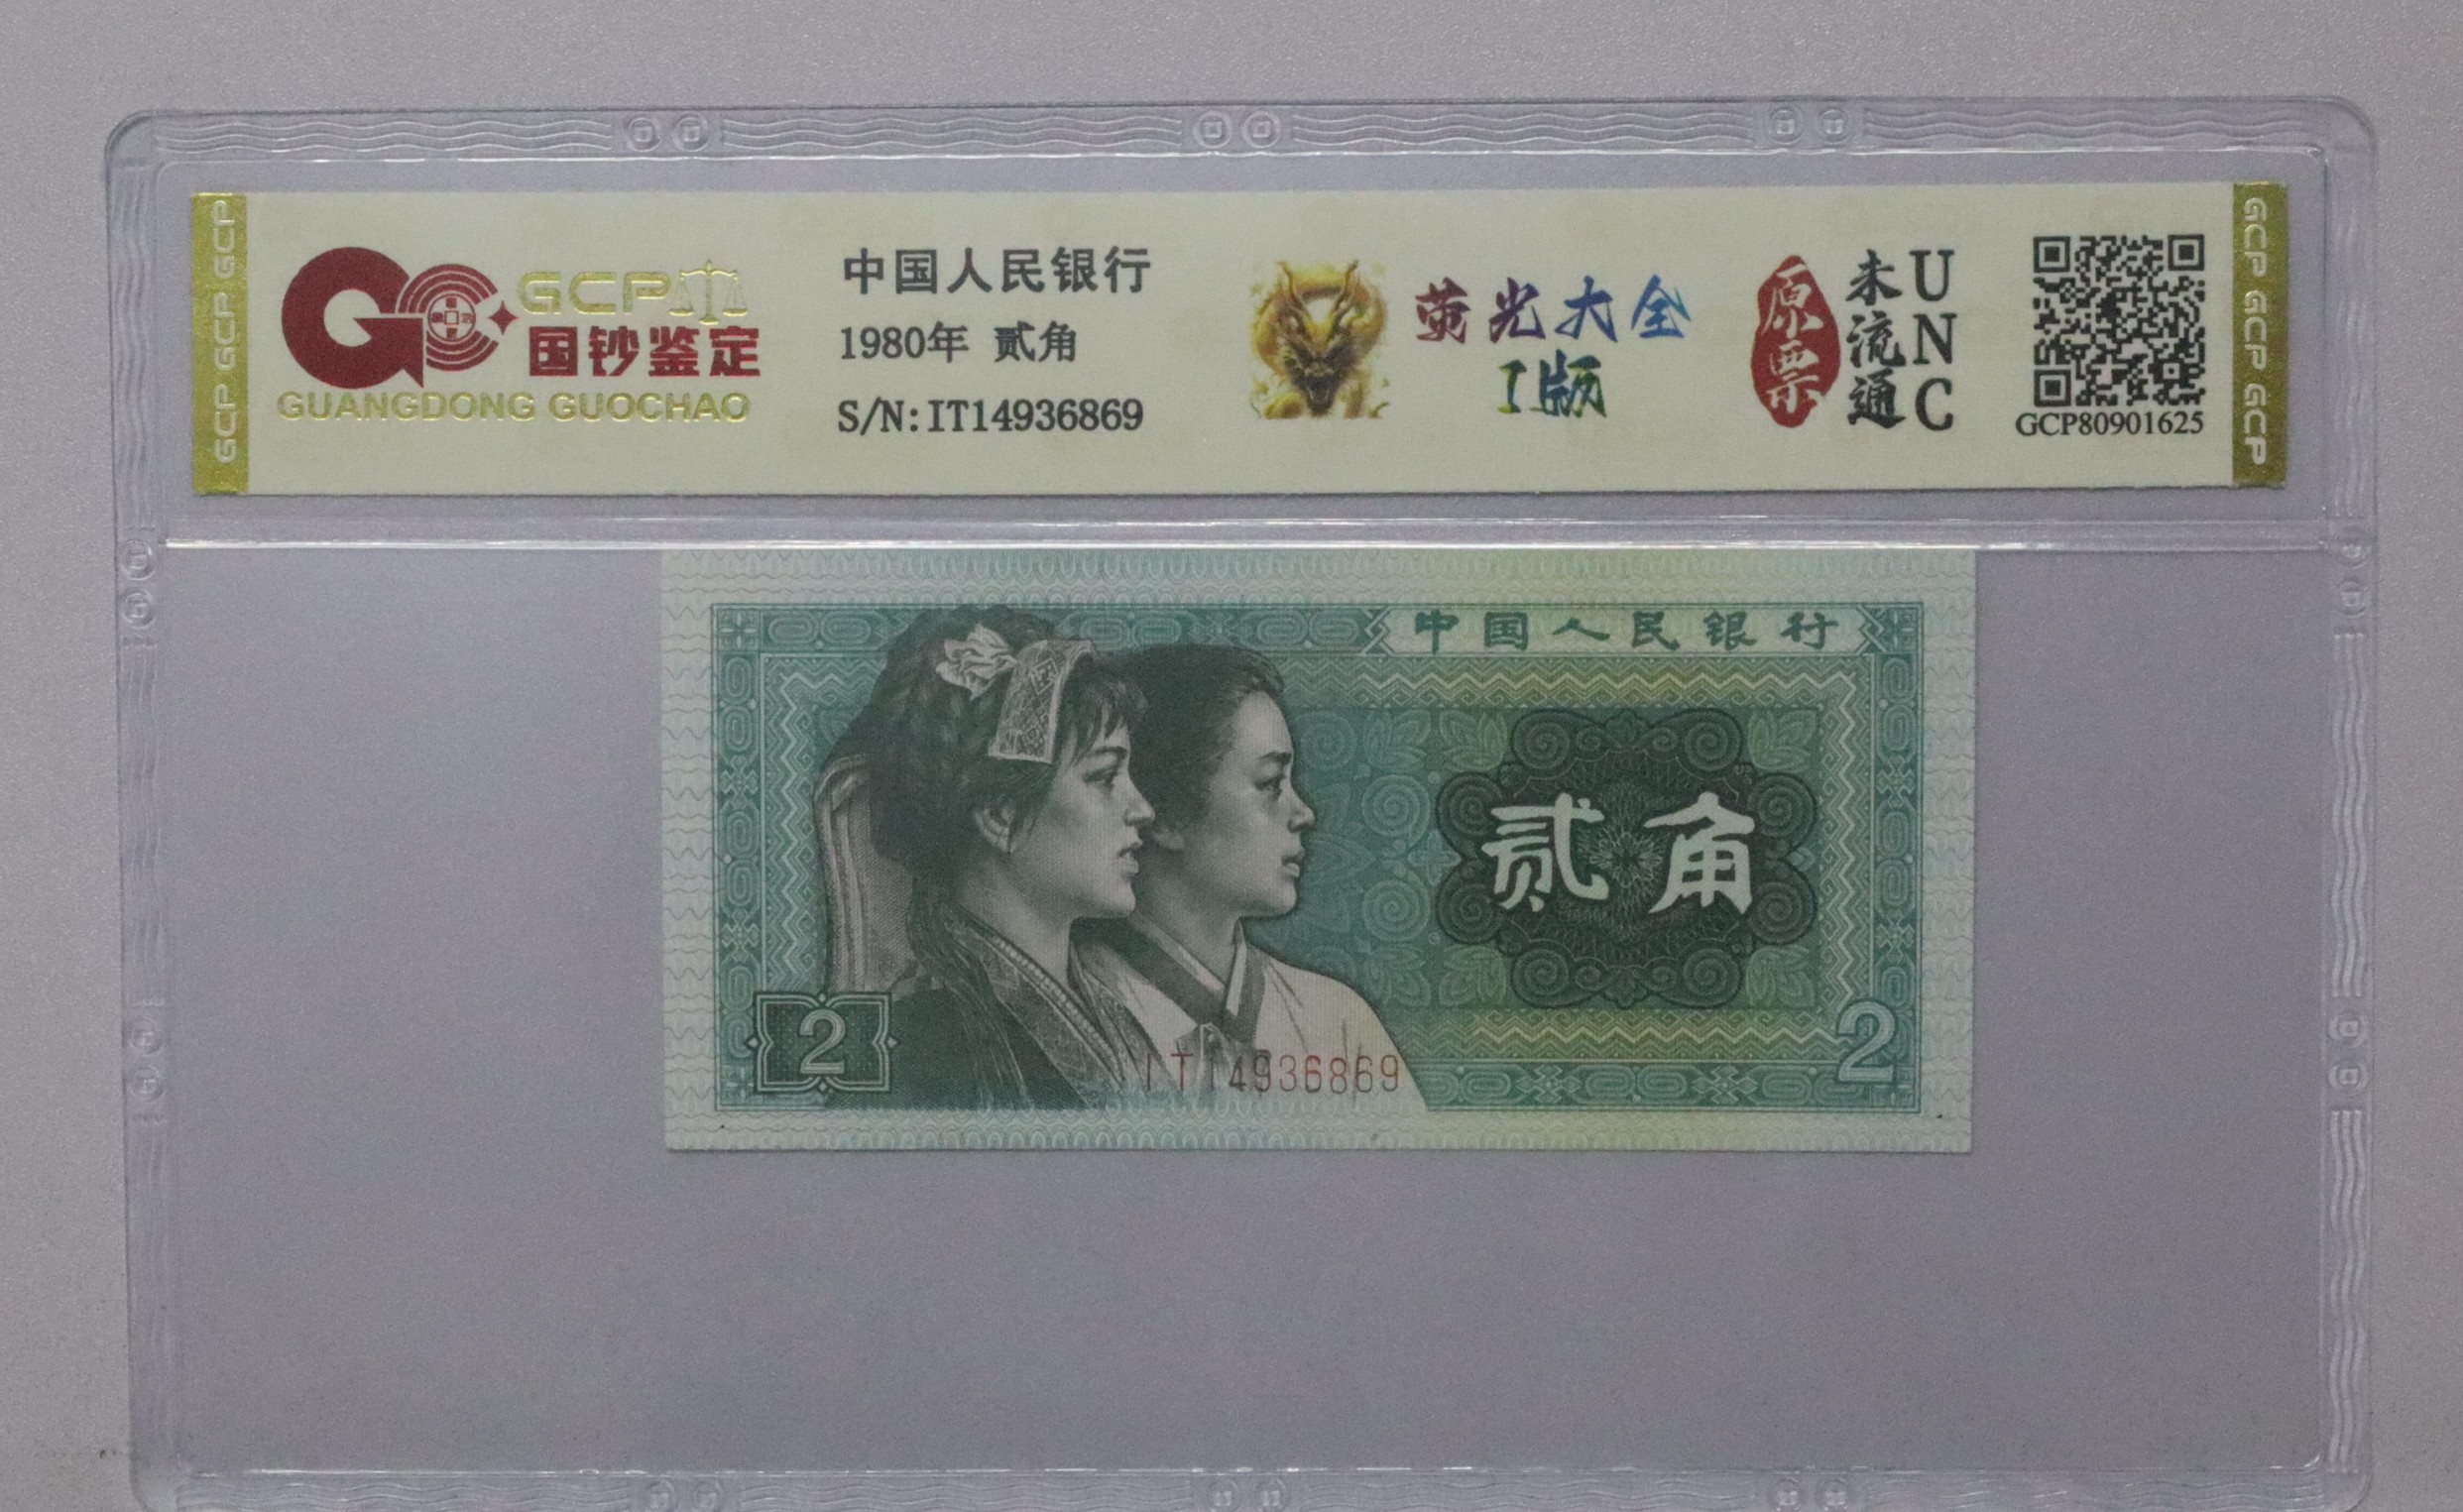 GCP GCP GCP
GCP
国钞鉴定
GUANGDONG GUOCHAO
中国人民银行
1980年 贰角
S/N:IT14936869
荧光大全
I版
原票
未流通
UNC
GCP80901625
GCP GCP GCP
中国人民银行
贰角
2
2
IT14936869